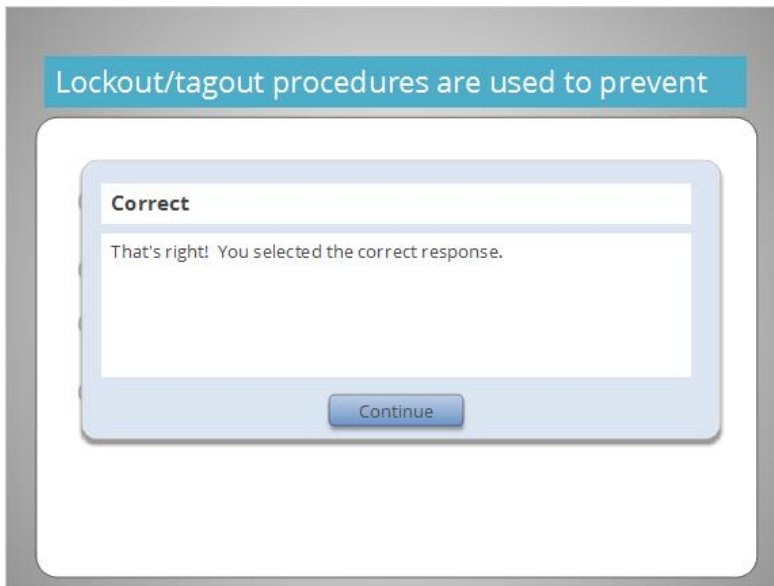 Lockout/tagout procedures are used to prevent
Correct
That's right!  You selected the correct response.
Continue